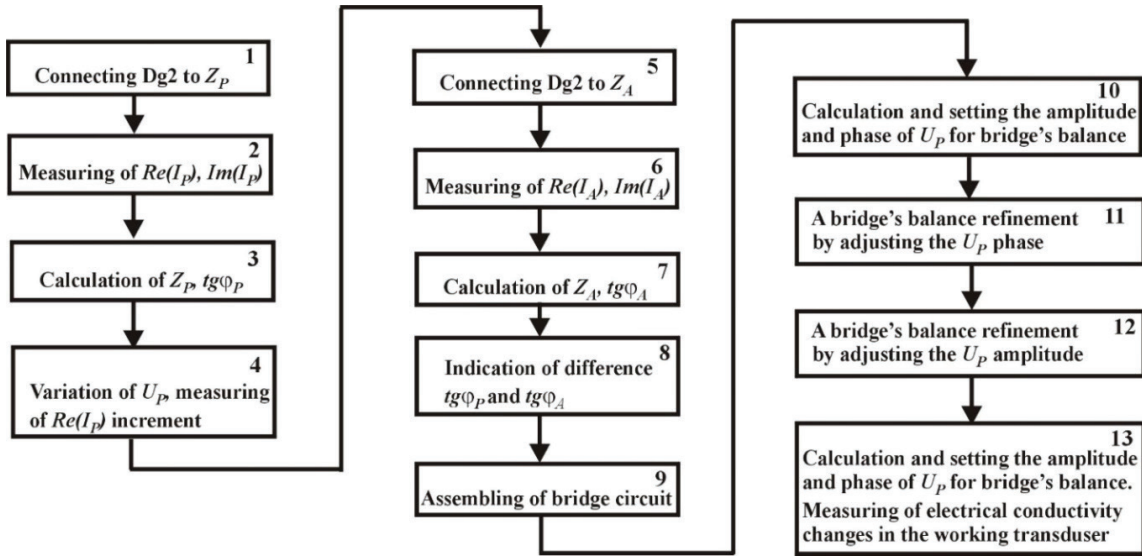 1
Connecting Dg2 to Z_P
2
Measuring of Re(I_P), Im(I_P)
3
Calculation of Z_P, tgφ_P
4
Variation of U_P, measuring
of Re(I_P) increment
5
Connecting Dg2 to Z_A
6
Measuring of Re(I_A), Im(I_A)
7
Calculation of Z_A, tgφ_A
8
Indication of difference
tgφ_P and tgφ_A
9
Assembling of bridge circuit
10
Calculation and setting the amplitude
and phase of U_P for bridge's balance
11
A bridge's balance refinement
by adjusting the U_P phase
12
A bridge's balance refinement
by adjusting the U_P amplitude
13
Calculation and setting the amplitude
and phase of U_P for bridge's balance.
Measuring of electrical conductivity
changes in the working transduser